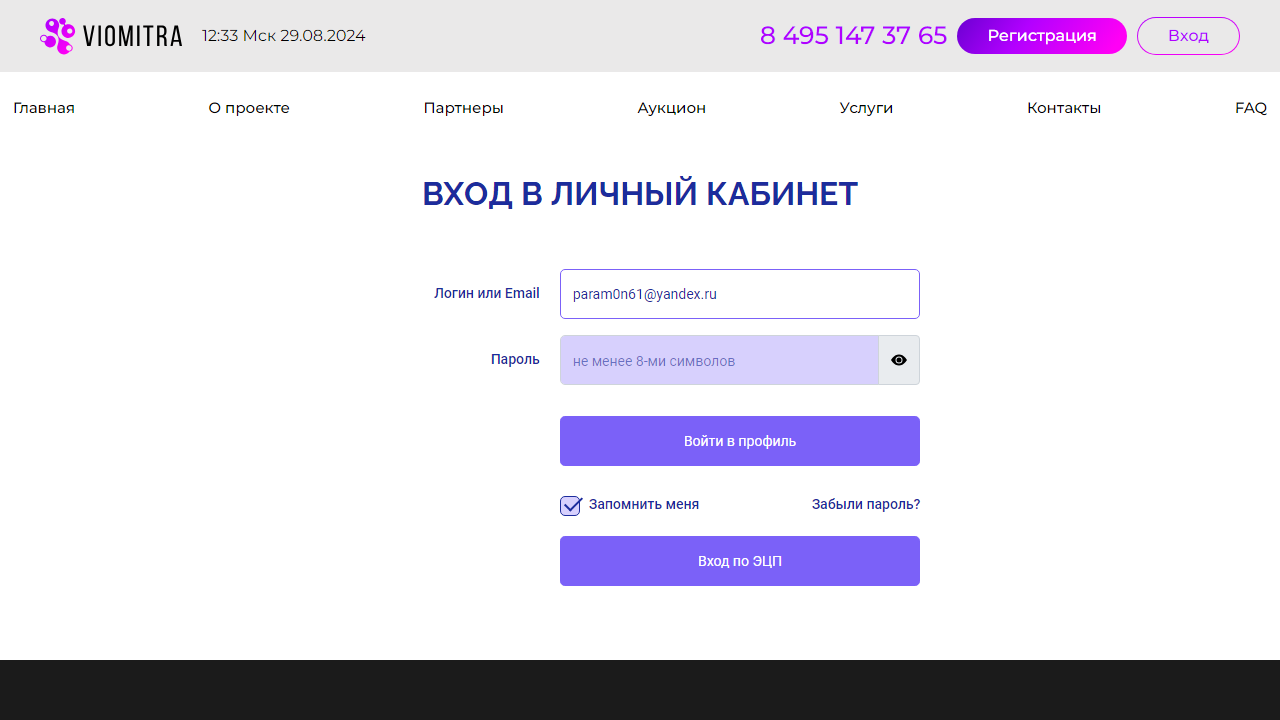 VIOMITRA 12:33 Мск 29.08.2024 8 495 147 37 65 Регистрация Вход
Главная О проекте Партнеры Аукцион Услуги Контакты FAQ
ВХОД В ЛИЧНЫЙ КАБИНЕТ
Логин или Email param0n61@yandex.ru
Пароль не менее 8-ми символов
Войти в профиль
Запомнить меня Забыли пароль?
Вход по ЭЦП